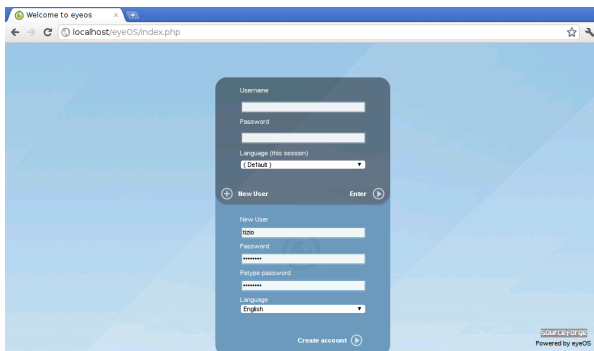 Welcome to eyeos
localhost/eyeOS/index.php
Username
Password
Language (this session)
( Default )
New User
Enter
New User
tizio
Password
••••••••
Retype password
••••••••
Language
English
Create account
SOURCEFORGE
Powered by eyeOS